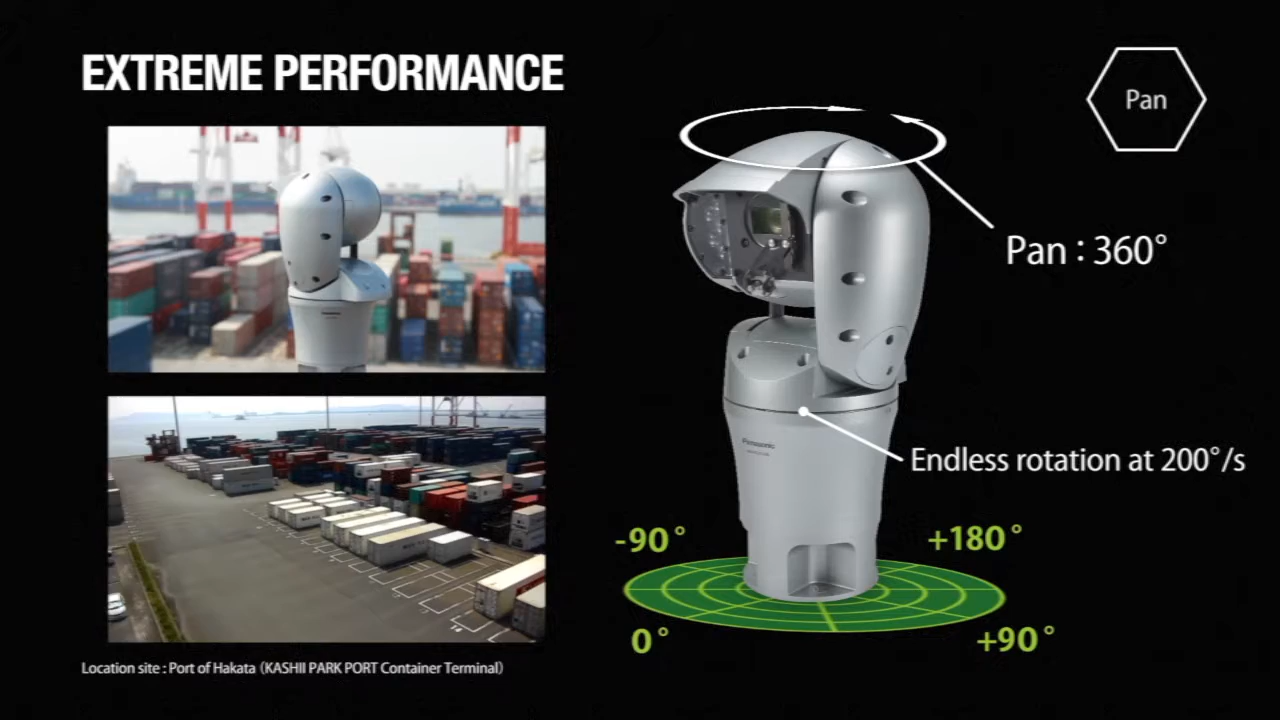 EXTREME PERFORMANCE
Pan
Pan : 360°
Panasonic
Endless rotation at 200°/s
-90°
+180°
0°
+90°
Location site : Port of Hakata (KASHII PARK PORT Container Terminal)